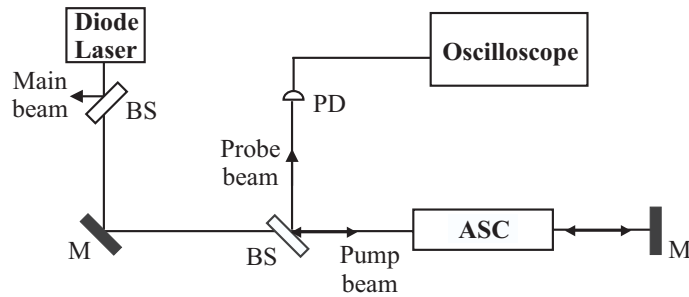 Diode
Laser
Oscilloscope
Main
beam
BS
PD
Probe
beam
M
BS
Pump
beam
ASC
M